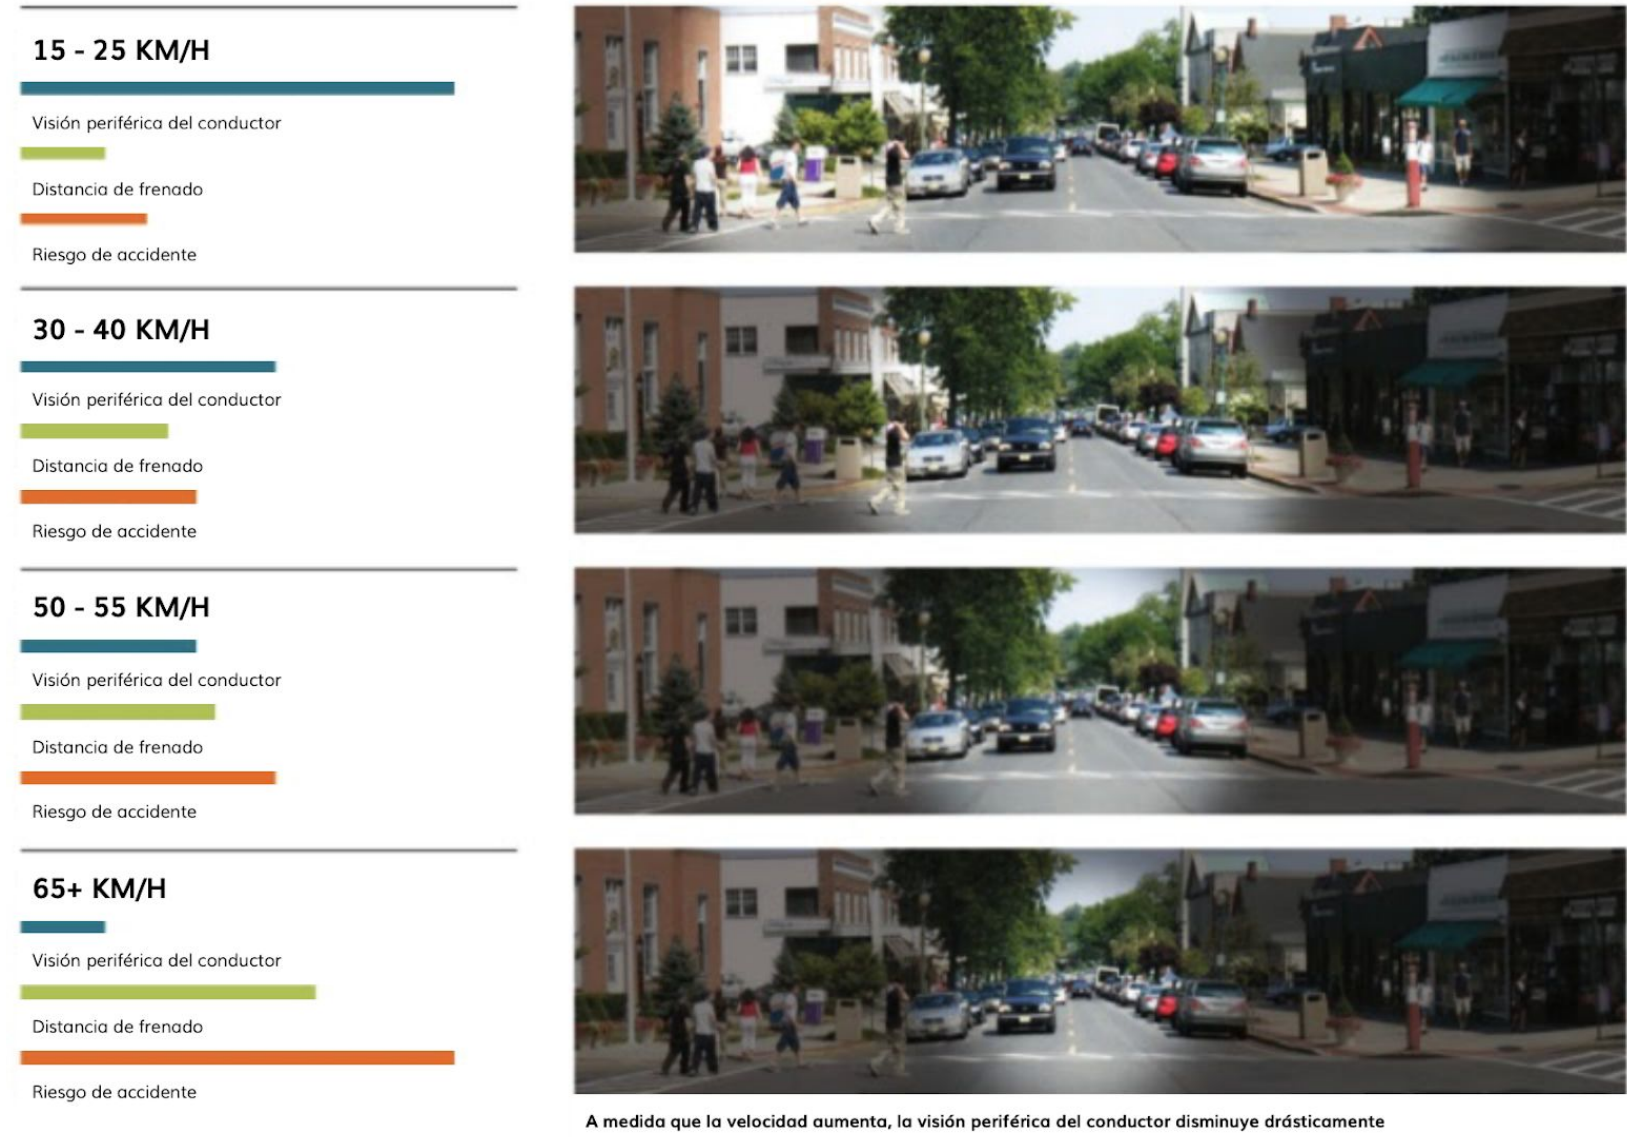 15 - 25 KM/H
Visión periférica del conductor
Distancia de frenado
Riesgo de accidente
30 - 40 KM/H
Visión periférica del conductor
Distancia de frenado
Riesgo de accidente
50 - 55 KM/H
Visión periférica del conductor
Distancia de frenado
Riesgo de accidente
65+ KM/H
Visión periférica del conductor
Distancia de frenado
Riesgo de accidente
A medida que la velocidad aumenta, la visión periférica del conductor disminuye drásticamente